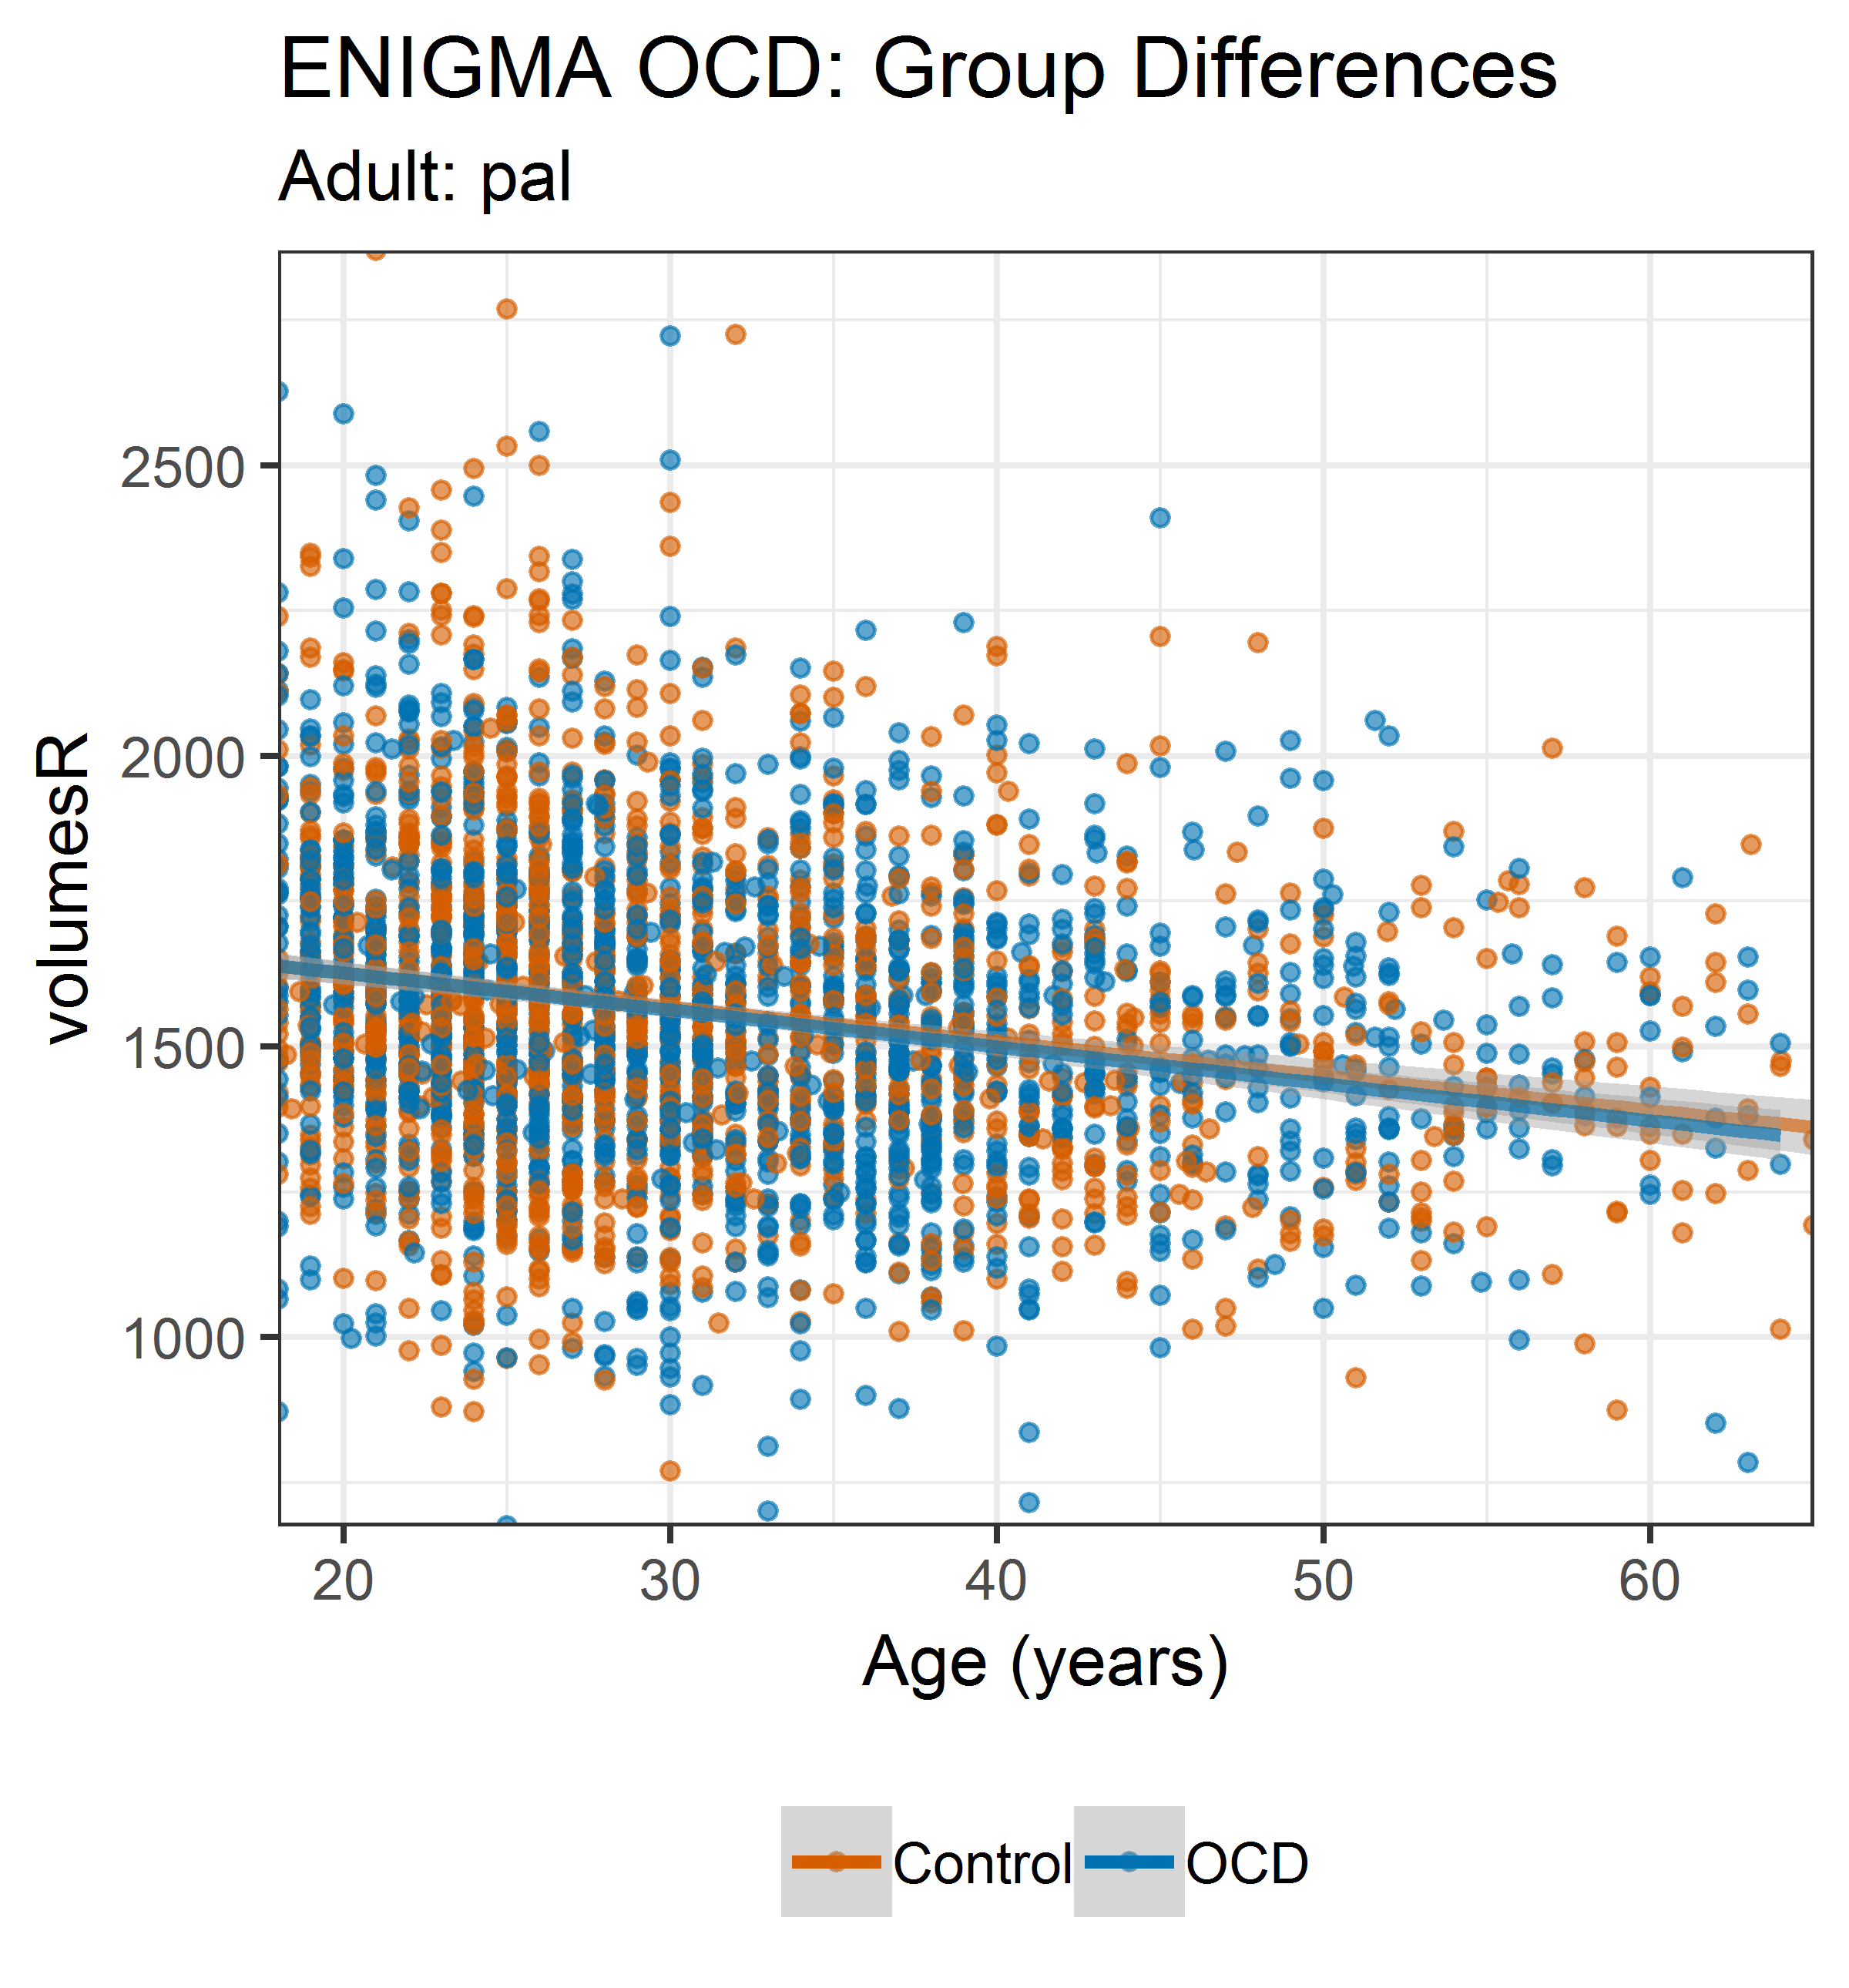 ENIGMA OCD: Group Differences
Adult: pal
volumesR
2500
2000
1500
1000
20 30 40 50 60
Age (years)
Control OCD